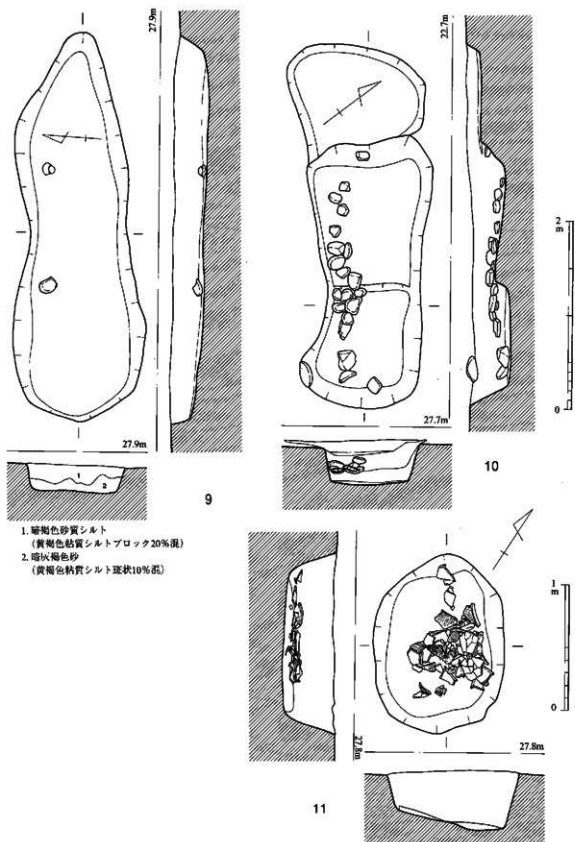 27.9m
22.7m
2
m
0
27.9m
27.7m
1
2
9
10
1. 暗褐色砂質シルト
(黄褐色粘質シルトブロック20%混)
2. 暗灰褐色砂
(黄褐色粘質シルト斑状10%混)
1
m
0
27.8m
27.8m
11